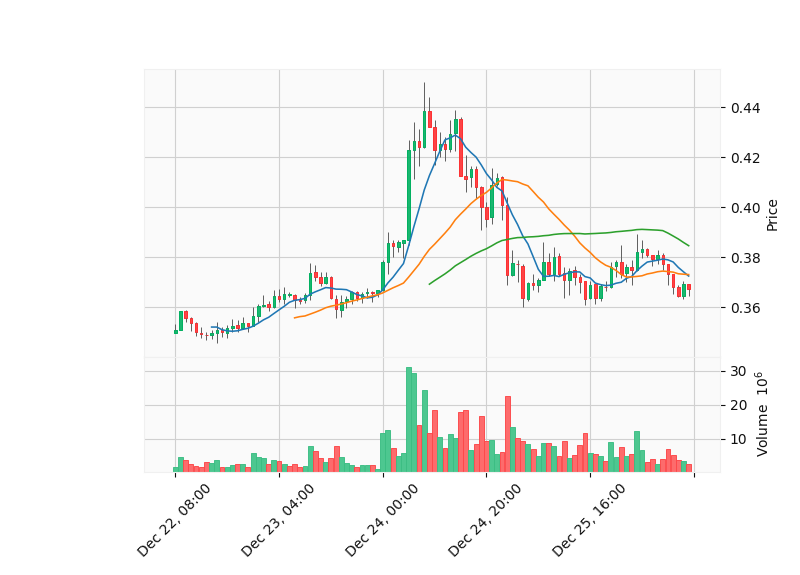 0.44
0.42
0.40
0.38
0.36
Price
30
20
10
Volume 10^6
Dec 22, 08:00
Dec 23, 04:00
Dec 24, 00:00
Dec 24, 20:00
Dec 25, 16:00